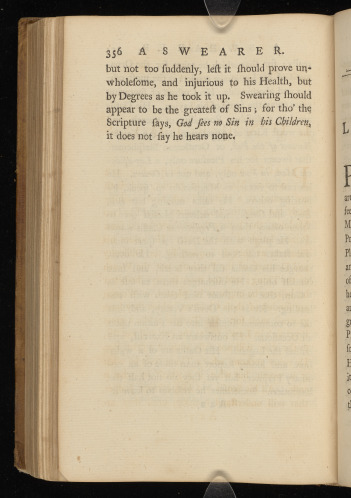 356 A SWEARER.
but not too ſuddenly, leſt it ſhould prove un-
wholeſome, and injurious to his Health, but
by Degrees as he took it up. Swearing ſhould
appear to be the greateſt of Sins; for tho' the
Scripture ſays, God ſees no Sin in his Children,
it does not ſay he hears none.